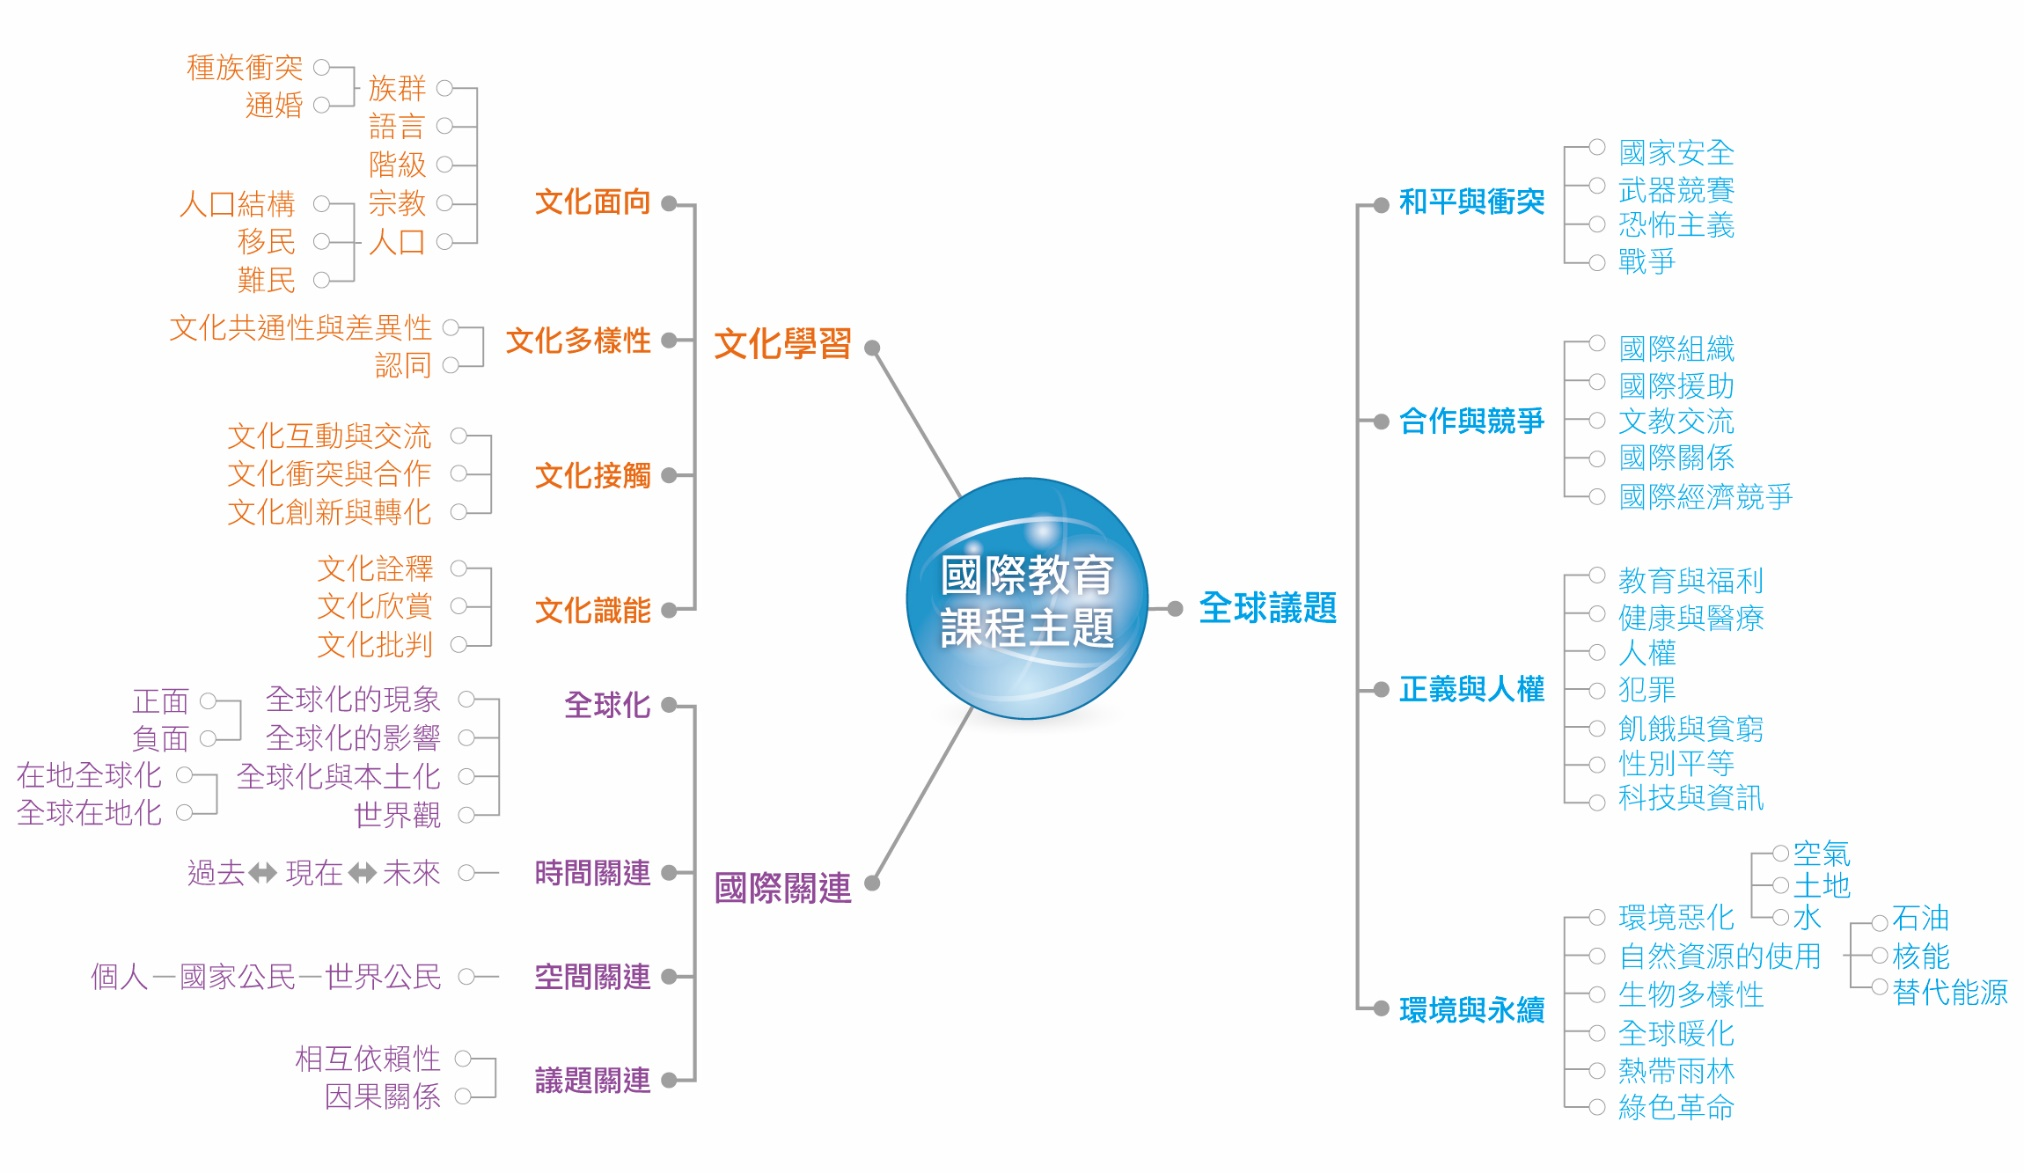 國際教育
課程主題
文化學習
文化面向
族群
種族衝突
通婚
語言
階級
宗教
人口
人口結構
移民
難民
文化多樣性
文化共通性與差異性
認同
文化接觸
文化互動與交流
文化衝突與合作
文化創新與轉化
文化識能
文化詮釋
文化欣賞
文化批判
國際關連
全球化
全球化的現象
全球化的影響
正面
負面
全球化與本土化
在地全球化
全球在地化
世界觀
時間關連
過去↔現在↔未來
空間關連
個人—國家公民—世界公民
議題關連
相互依賴性
因果關係
全球議題
和平與衝突
國家安全
武器競賽
恐怖主義
戰爭
合作與競爭
國際組織
國際援助
文教交流
國際關係
國際經濟競爭
正義與人權
教育與福利
健康與醫療
人權
犯罪
飢餓與貧窮
性別平等
科技與資訊
環境與永續
環境惡化
空氣
土地
水
自然資源的使用
石油
核能
替代能源
生物多樣性
全球暖化
熱帶雨林
綠色革命